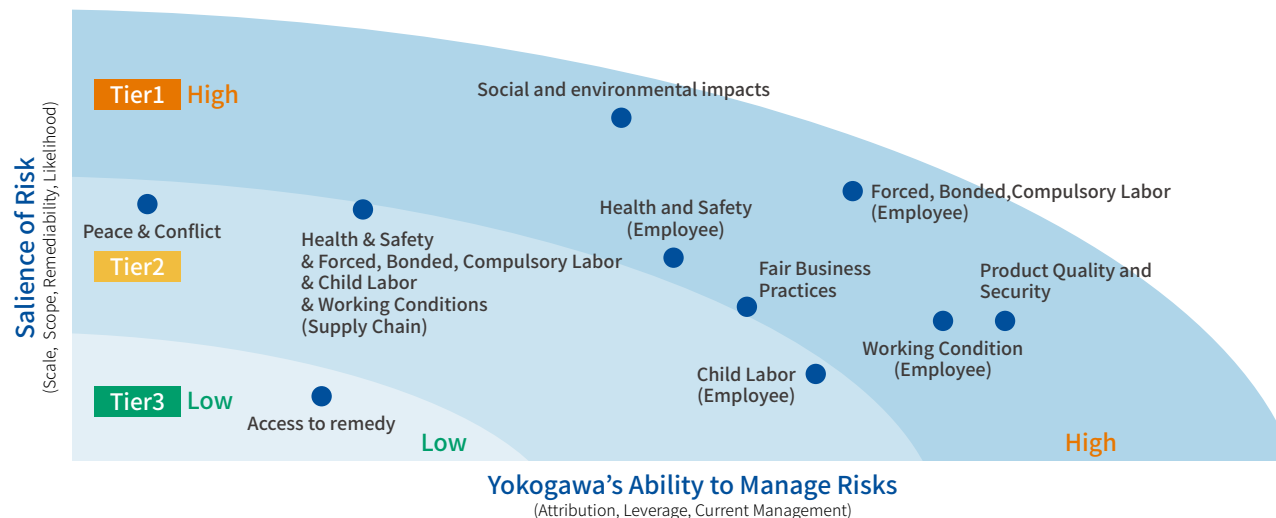 Salience of Risk
(Scale, Scope, Remediability, Likelihood)
Tier1 High
Tier2
Tier3 Low
Social and environmental impacts
Peace & Conflict
Health & Safety
& Forced, Bonded, Compulsory Labor
& Child Labor
& Working Conditions
(Supply Chain)
Health and Safety
(Employee)
Forced, Bonded,Compulsory Labor
(Employee)
Fair Business
Practices
Product Quality and
Security
Working Condition
(Employee)
Child Labor
(Employee)
Access to remedy
Low
High
Yokogawa’s Ability to Manage Risks
(Attribution, Leverage, Current Management)